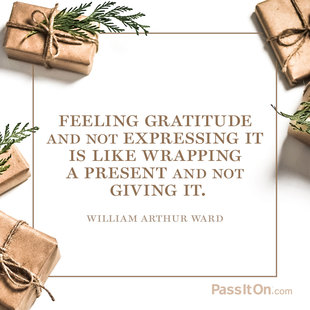 FEELING GRATITUDE
AND NOT EXPRESSING IT
IS LIKE WRAPPING
A PRESENT AND NOT
GIVING IT.
WILLIAM ARTHUR WARD
PassItOn.com